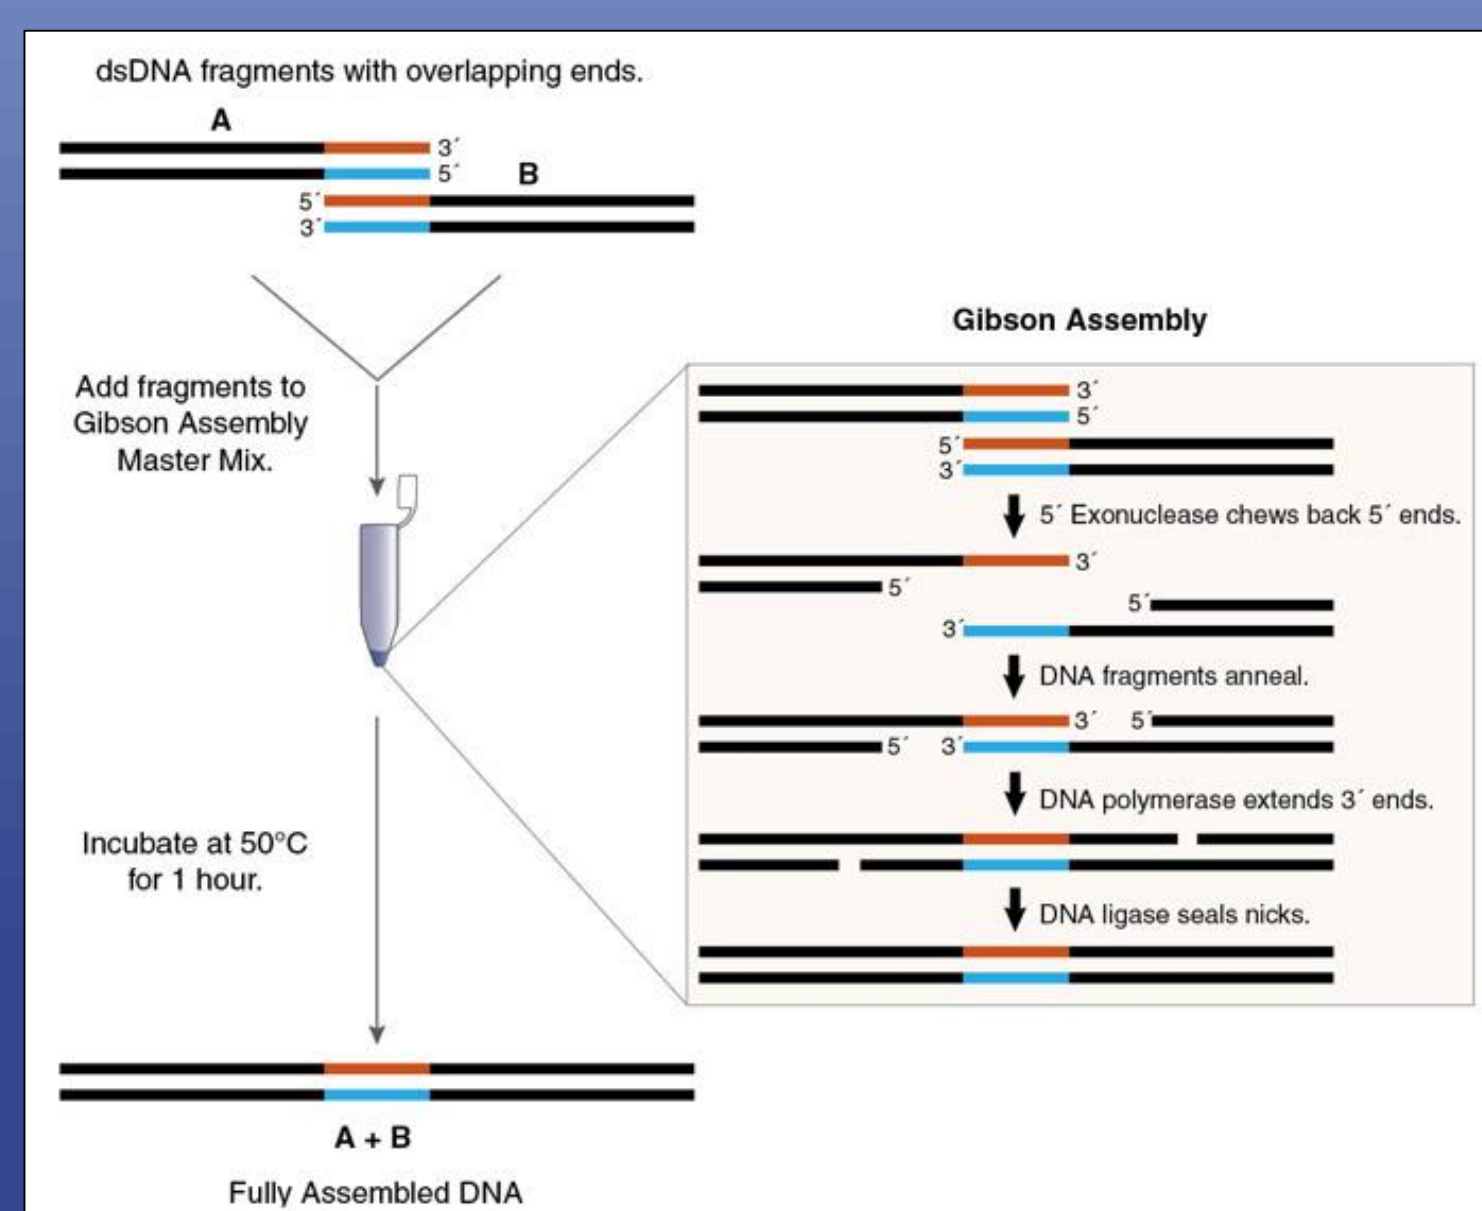 dsDNA fragments with overlapping ends.
A
3´
5´
B
5´
3´
Add fragments to
Gibson Assembly
Master Mix.
Incubate at 50°C
for 1 hour.
A + B
Fully Assembled DNA
Gibson Assembly
3´
5´
5´
3´
5´ Exonuclease chews back 5´ ends.
3´
5´
5´
3´
DNA fragments anneal.
3´ 5´
5´ 3´
DNA polymerase extends 3´ ends.
DNA ligase seals nicks.